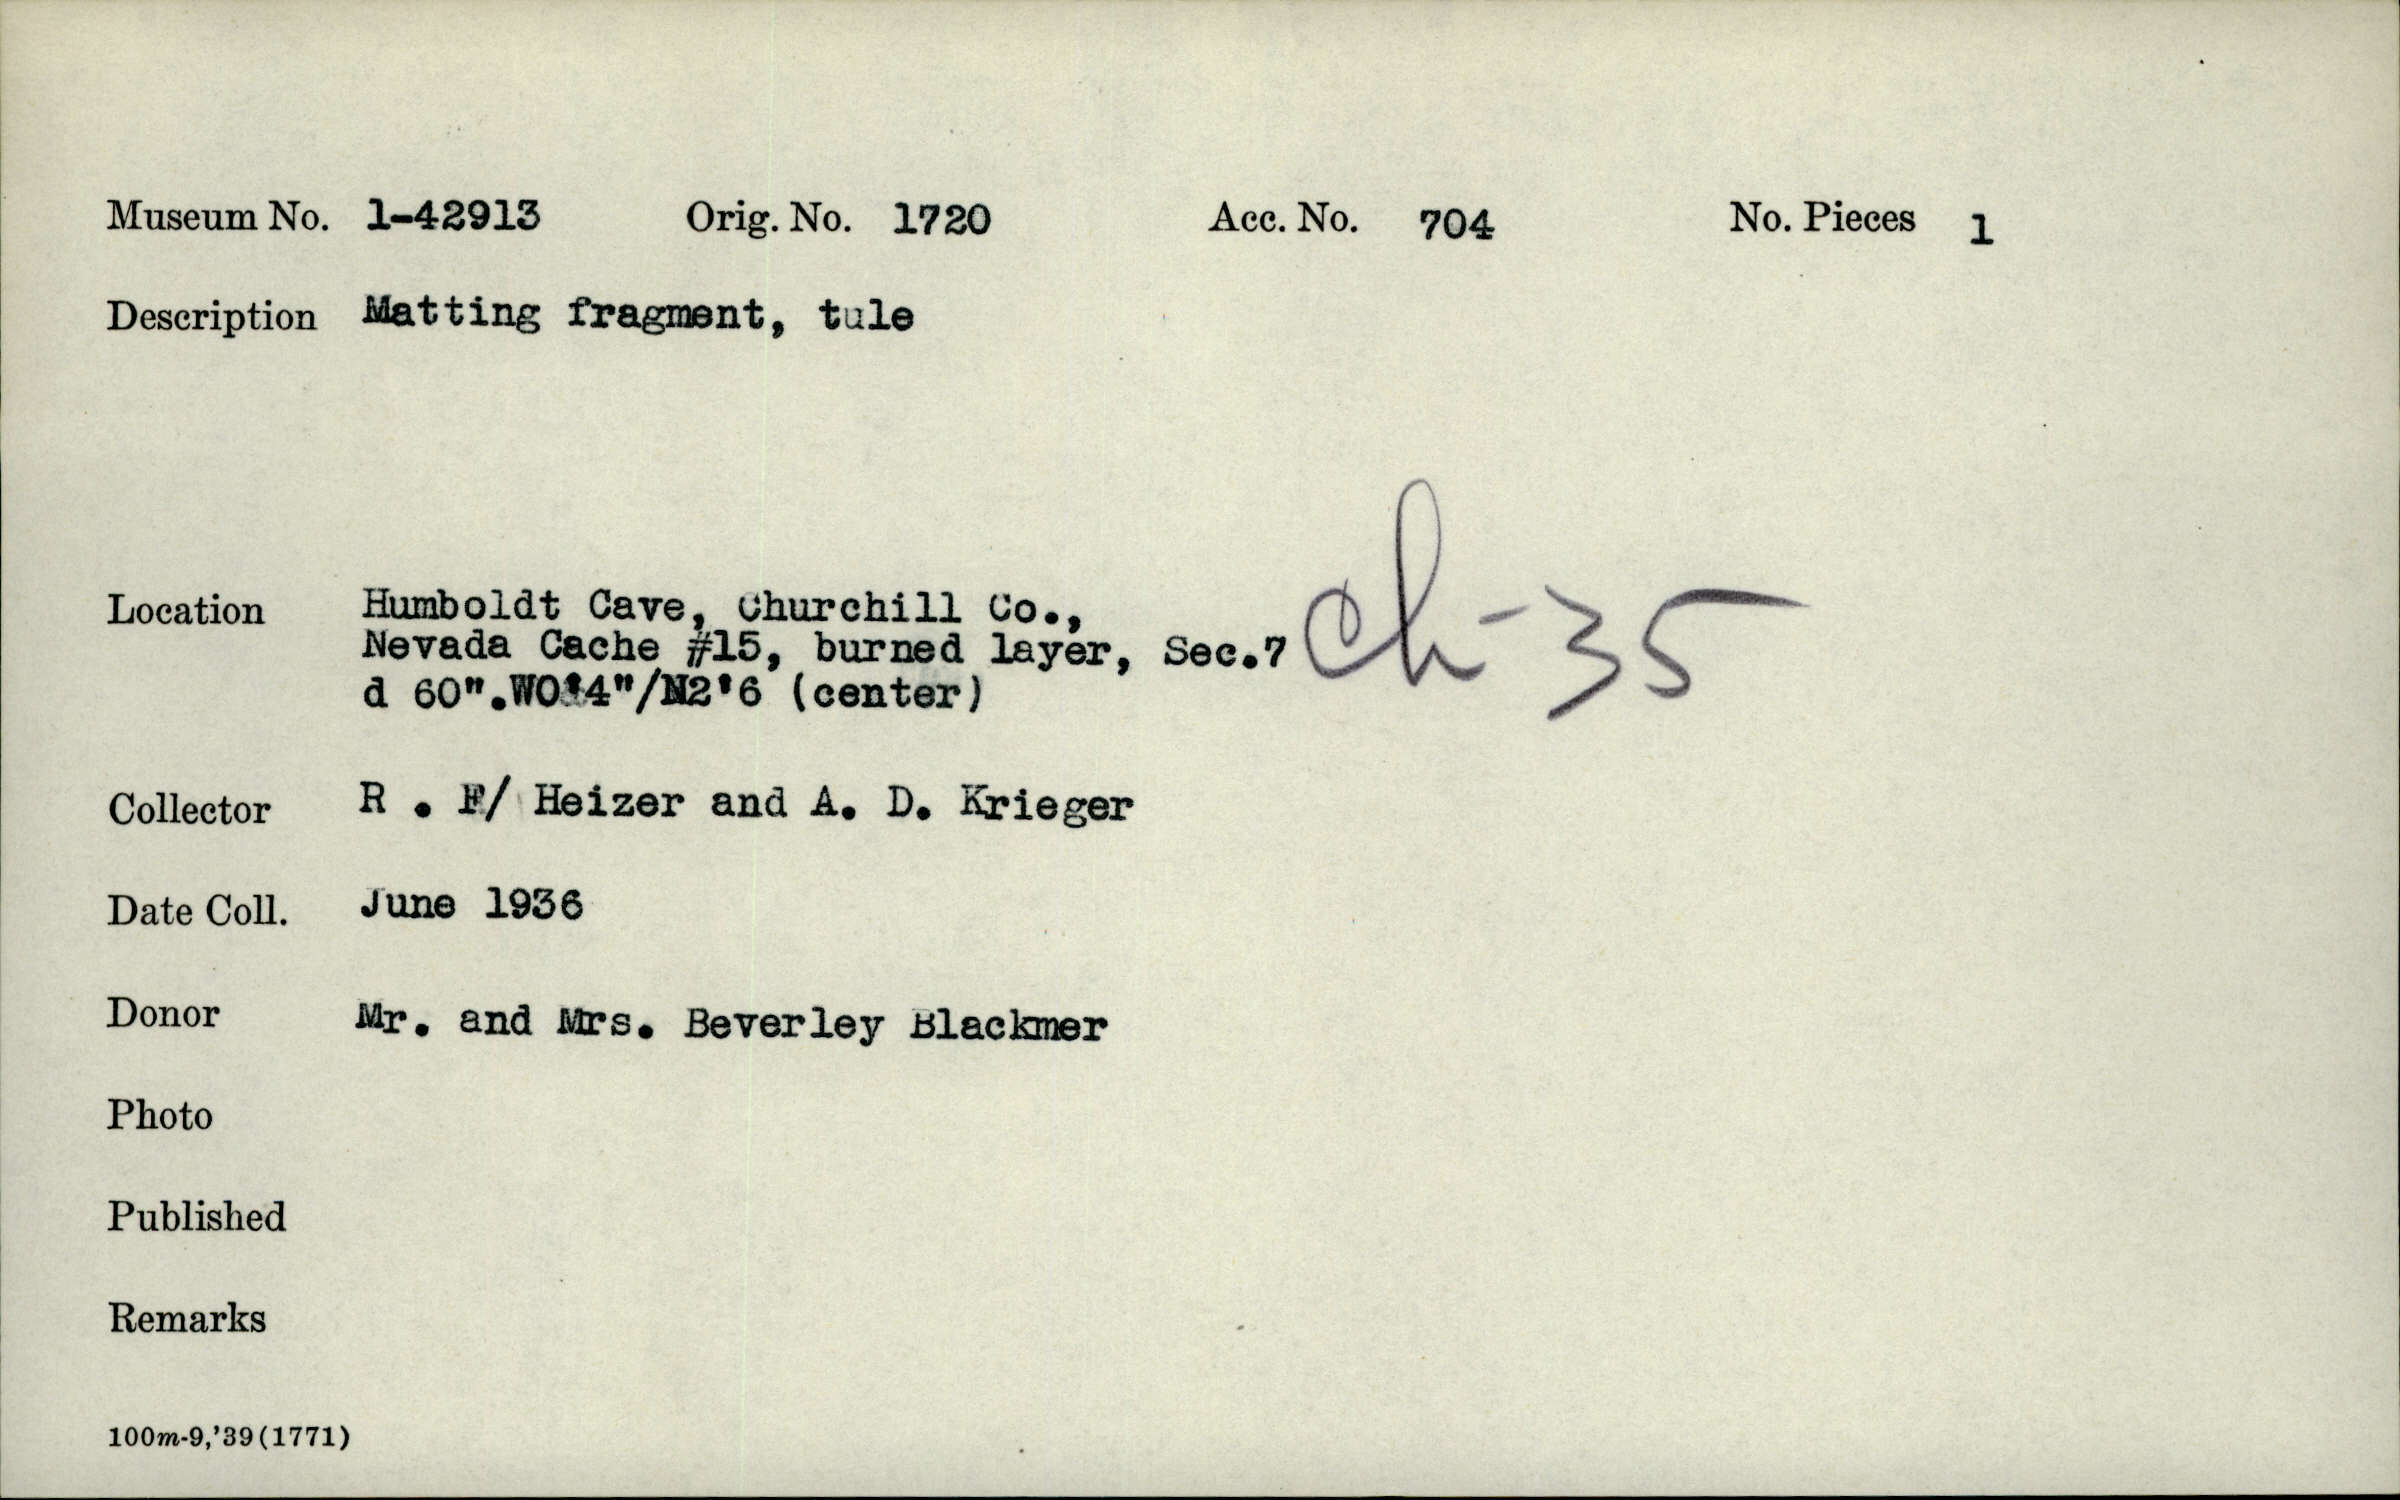 Museum No. 1-42913 Orig. No. 1720 Acc. No. 704 No. Pieces 1
Description Matting fragment, tule
Location Humboldt Cave, Churchill Co.,
Nevada Cache #15, burned layer, Sec.7
d 60".W0'4"/N2'6 (center)
Ch-35
Collector R . F/ Heizer and A. D. Krieger
Date Coll. June 1936
Donor Mr. and Mrs. Beverley Blackmer
Photo
Published
Remarks
100m-9,'39(1771)